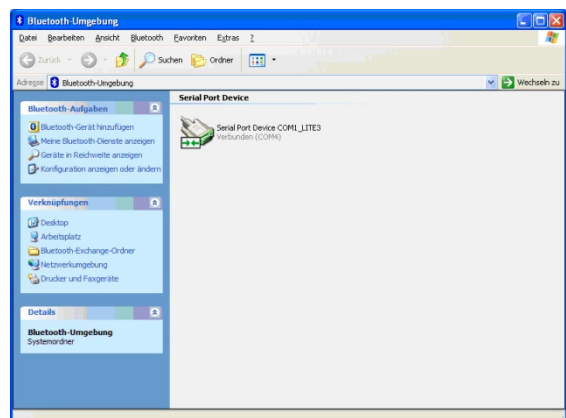 Bluetooth-Umgebung
Datei Bearbeiten Ansicht Bluetooth Favoriten Extras ?
Zurück Suchen Ordner
Adresse Bluetooth-Umgebung Wechseln zu
Bluetooth-Aufgaben
Bluetooth-Gerät hinzufügen
Meine Bluetooth-Dienste anzeigen
Geräte in Reichweite anzeigen
Konfiguration anzeigen oder ändern
Verknüpfungen
Desktop
Arbeitsplatz
Bluetooth-Exchange-Ordner
Netzwerkumgebung
Drucker und Faxgeräte
Details
Bluetooth-Umgebung
Systemordner
Serial Port Device
Serial Port Device COM1_LITE3
Verbunden (COM4)